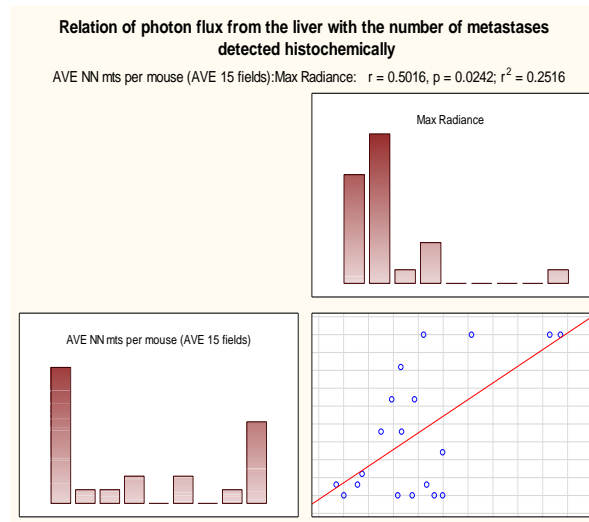 Relation of photon flux from the liver with the number of metastases
detected histochemically
AVE NN mts per mouse (AVE 15 fields):Max Radiance: r = 0.5016, p = 0.0242; r² = 0.2516
Max Radiance
AVE NN mts per mouse (AVE 15 fields)